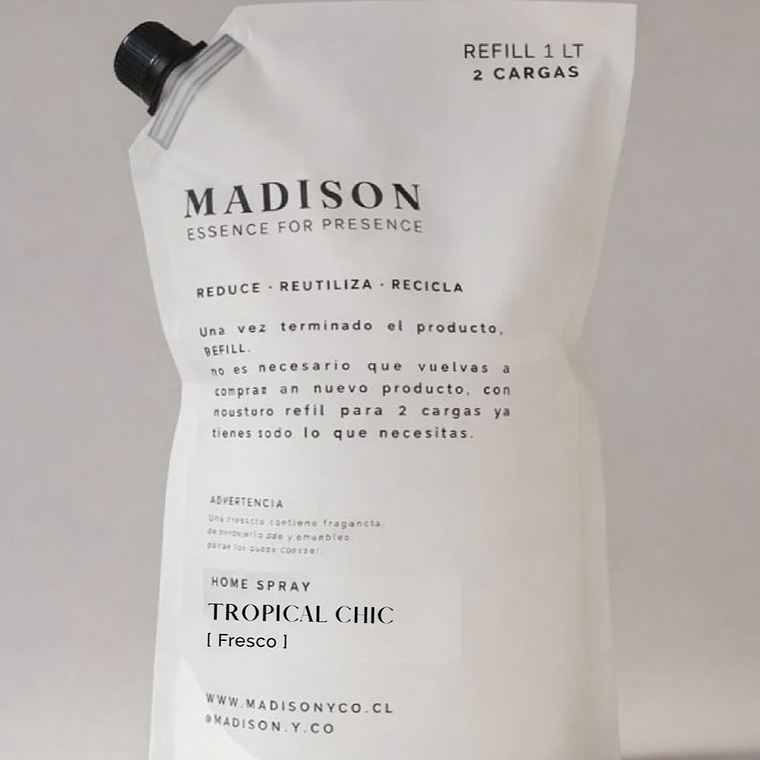 REFILL 1 LT
2 CARGAS
MADISON
ESSENCE FOR PRESENCE
REDUCE · REUTILIZA · RECICLA
Una vez terminado el producto,
REFILL.
no es necesario que vuelvas a
compraz an nuevo producto, con
nousturo refil para 2 cargas ya
tienes sodo lo que necesitas.
ADVERTENCIA
contiene fragancia.
HOME SPRAY
TROPICAL CHIC
[ Fresco ]
WWW.MADISONYCO.CL
@MADISON.Y.CO